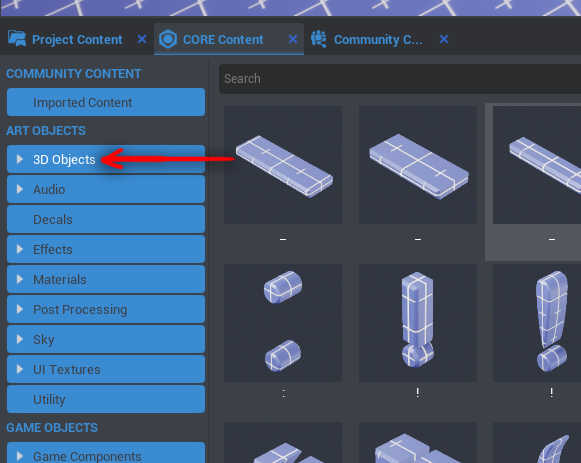 Project Content
CORE Content
Community C...
COMMUNITY CONTENT
Imported Content
ART OBJECTS
3D Objects
Audio
Decals
Effects
Materials
Post Processing
Sky
UI Textures
Utility
GAME OBJECTS
Game Components
Search
–
–
–
:
!
!